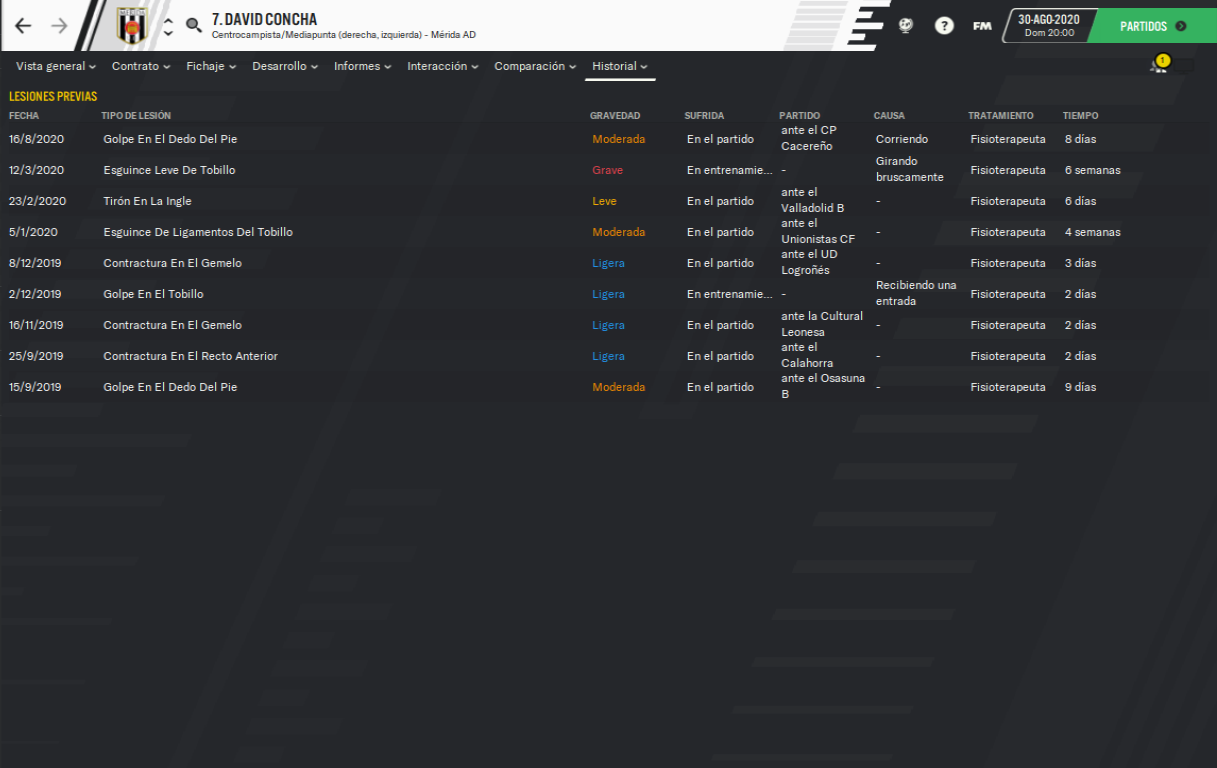 7. DAVID CONCHA
Centrocampista/Mediapunta (derecha, izquierda) - Mérida AD
?
FM
30-AGO-2020
Dom 20:00
PARTIDOS
Vista general
Contrato
Fichaje
Desarrollo
Informes
Interacción
Comparación
Historial
1
LESIONES PREVIAS
FECHA TIPO DE LESIÓN GRAVEDAD SUFRIDA PARTIDO CAUSA TRATAMIENTO TIEMPO
16/8/2020 Golpe En El Dedo Del Pie Moderada En el partido ante el CP Cacereño Corriendo Fisioterapeuta 8 días
12/3/2020 Esguince Leve De Tobillo Grave En entrenamie... - Girando bruscamente Fisioterapeuta 6 semanas
23/2/2020 Tirón En La Ingle Leve En el partido ante el Valladolid B - Fisioterapeuta 6 días
5/1/2020 Esguince De Ligamentos Del Tobillo Moderada En el partido ante el Unionistas CF - Fisioterapeuta 4 semanas
8/12/2019 Contractura En El Gemelo Ligera En el partido ante el UD Logroñés - Fisioterapeuta 3 días
2/12/2019 Golpe En El Tobillo Ligera En entrenamie... - Recibiendo una entrada Fisioterapeuta 2 días
16/11/2019 Contractura En El Gemelo Ligera En el partido ante la Cultural Leonesa - Fisioterapeuta 2 días
25/9/2019 Contractura En El Recto Anterior Ligera En el partido ante el Calahorra - Fisioterapeuta 2 días
15/9/2019 Golpe En El Dedo Del Pie Moderada En el partido ante el Osasuna B - Fisioterapeuta 9 días